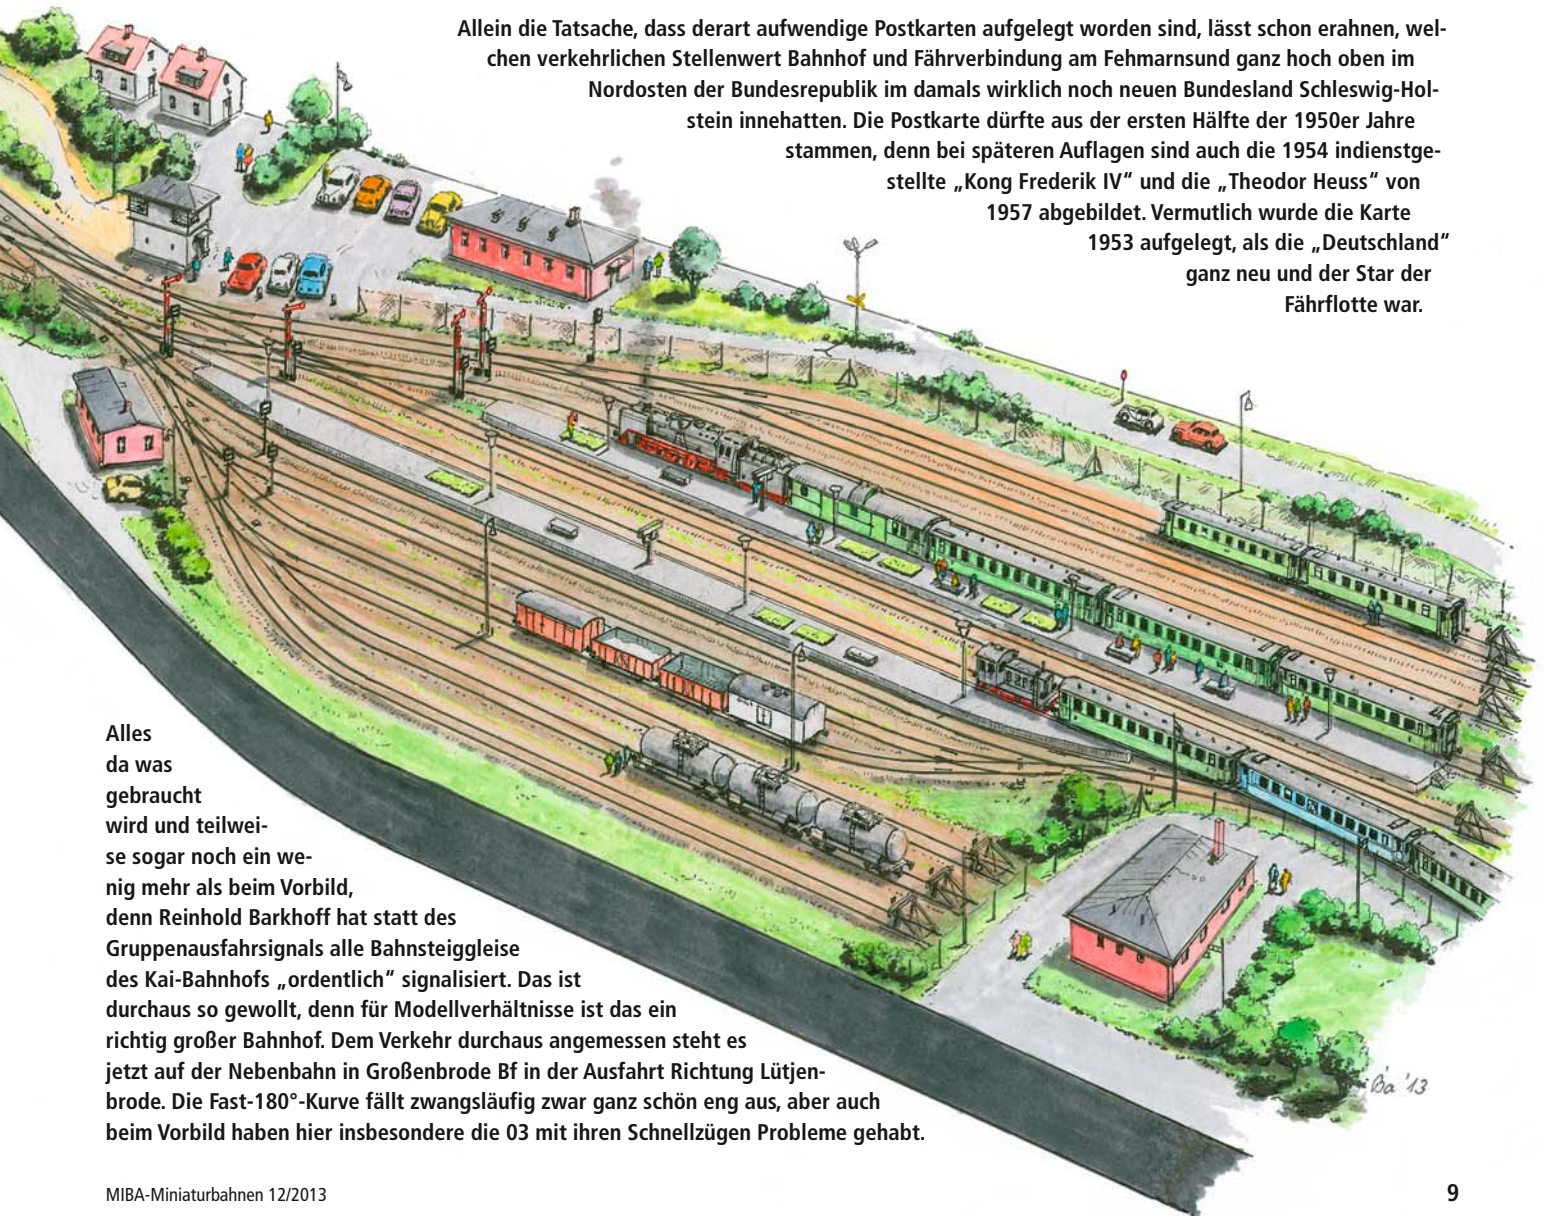 Allein die Tatsache, dass derart aufwendige Postkarten aufgelegt worden sind, lässt schon erahnen, wel-
chen verkehrlichen Stellenwert Bahnhof und Fährverbindung am Fehmarnsund ganz hoch oben im
Nordosten der Bundesrepublik im damals wirklich noch neuen Bundesland Schleswig-Hol-
stein innehatten. Die Postkarte dürfte aus der ersten Hälfte der 1950er Jahre
stammen, denn bei späteren Auflagen sind auch die 1954 indienstge-
stellte „Kong Frederik IV“ und die „Theodor Heuss“ von
1957 abgebildet. Vermutlich wurde die Karte
1953 aufgelegt, als die „Deutschland“
ganz neu und der Star der
Fährflotte war.
Alles
da was
gebraucht
wird und teilwei-
se sogar noch ein we-
nig mehr als beim Vorbild,
denn Reinhold Barkhoff hat statt des
Gruppenausfahrsignals alle Bahnsteiggleise
des Kai-Bahnhofs „ordentlich“ signalisiert. Das ist
durchaus so gewollt, denn für Modellverhältnisse ist das ein
richtig großer Bahnhof. Dem Verkehr durchaus angemessen steht es
jetzt auf der Nebenbahn in Großenbrode Bf in der Ausfahrt Richtung Lütjen-
brode. Die Fast-180°-Kurve fällt zwangsläufig zwar ganz schön eng aus, aber auch
beim Vorbild haben hier insbesondere die 03 mit ihren Schnellzügen Probleme gehabt.
Ba '13
MIBA-Miniaturbahnen 12/2013
9